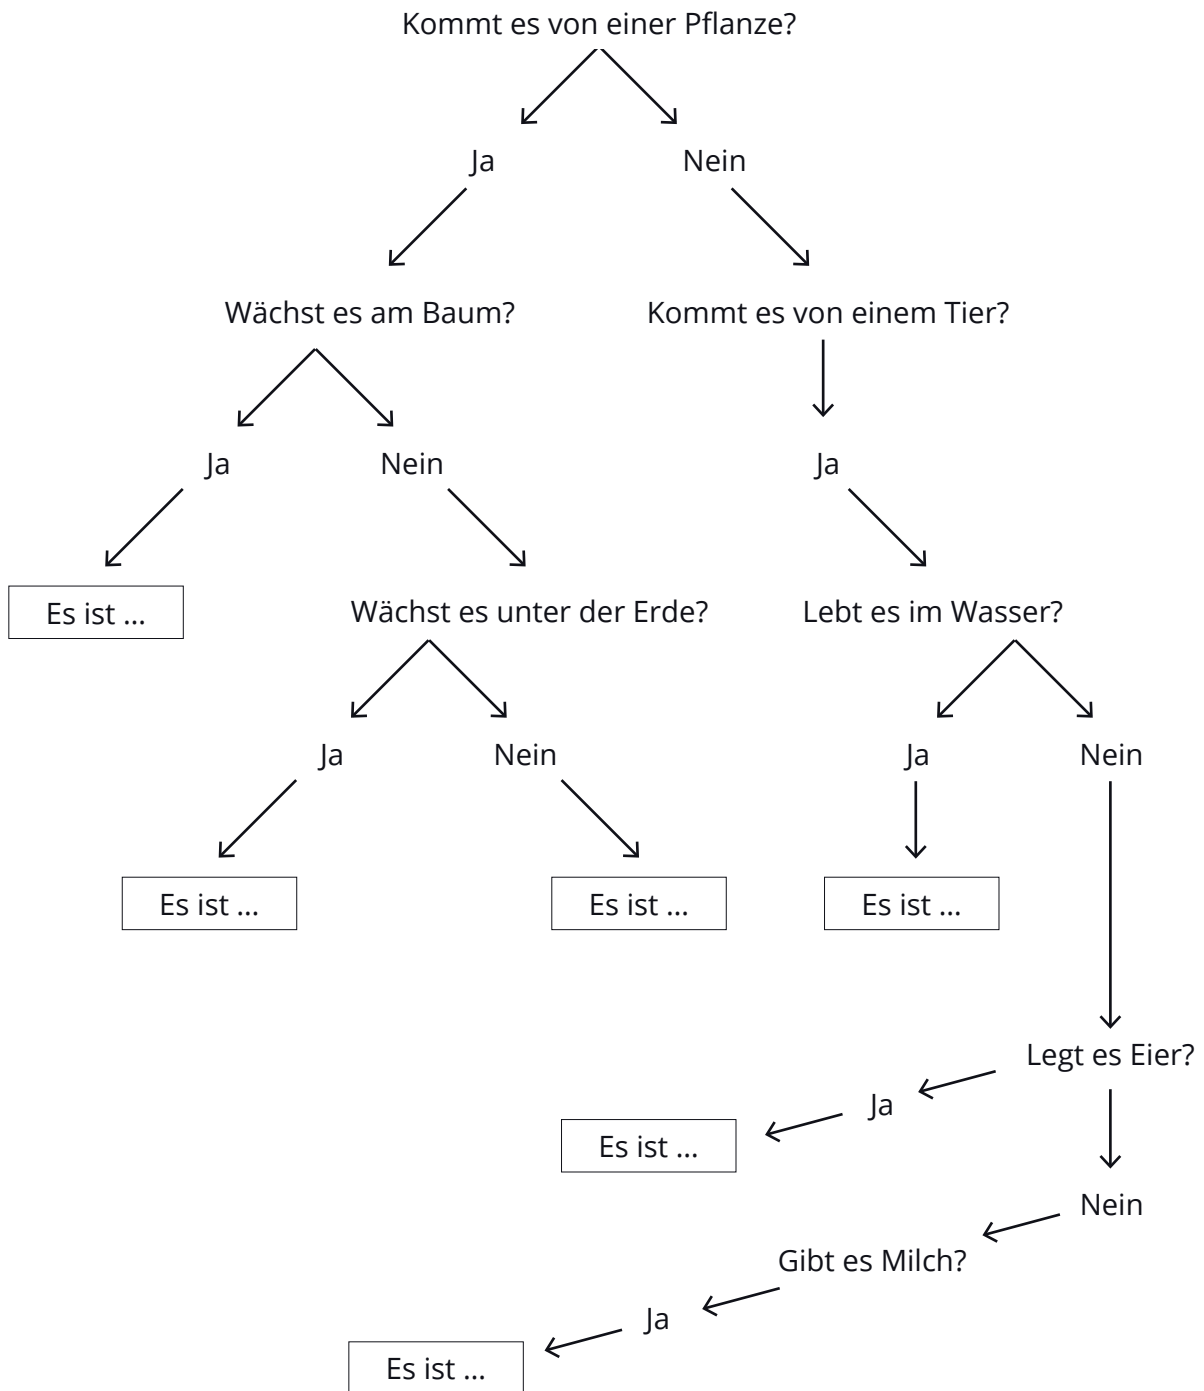 Kommt es von einer Pflanze?
Ja
Nein
Wächst es am Baum?
Kommt es von einem Tier?
Ja
Nein
Ja
Es ist ...
Wächst es unter der Erde?
Lebt es im Wasser?
Ja
Nein
Ja
Nein
Es ist ...
Es ist ...
Es ist ...
Legt es Eier?
Ja
Es ist ...
Nein
Gibt es Milch?
Ja
Es ist ...